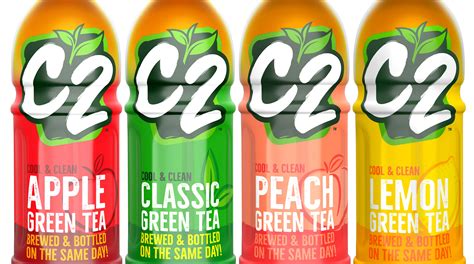 C2
COOL & CLEAN
APPLE
GREEN TEA
BREWED & BOTTLED
ON THE SAME DAY!
C2
COOL & CLEAN
CLASSIC
GREEN TEA
BREWED & BOTTLED
ON THE SAME DAY!
C2
COOL & CLEAN
PEACH
GREEN TEA
BREWED & BOTTLED
ON THE SAME DAY!
C2
COOL & CLEAN
LEMON
GREEN TEA
BREWED & BOTTLED
ON THE SAME DAY!